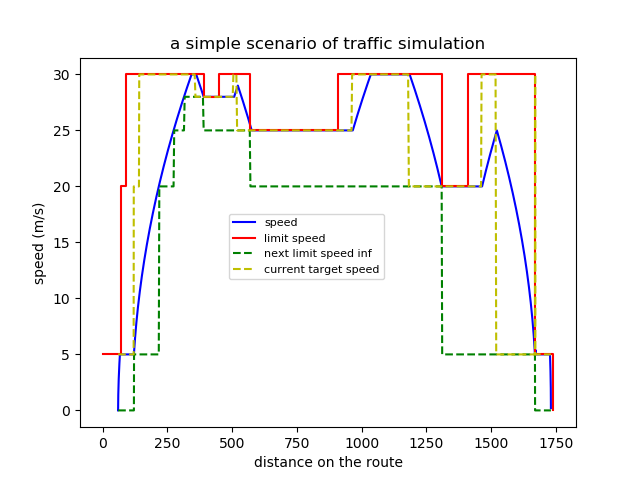 a simple scenario of traffic simulation
30
25
20
15
10
5
0
speed (m/s)
speed
limit speed
next limit speed inf
current target speed
0 250 500 750 1000 1250 1500 1750
distance on the route